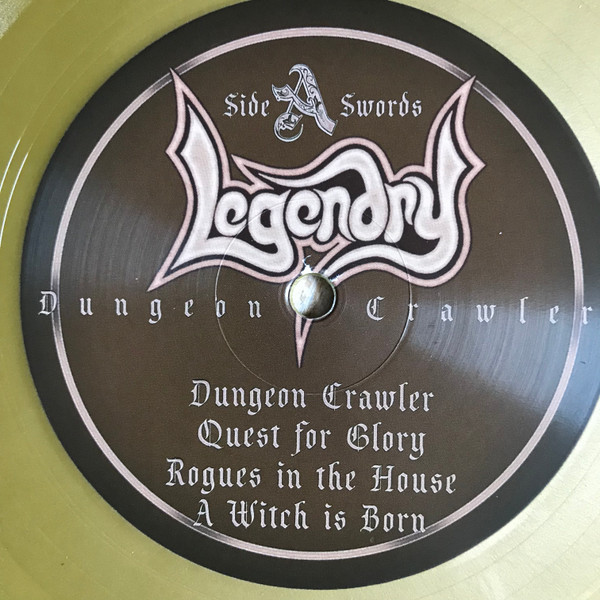 Side A Swords
Legendry
Dungeon Crawler
Dungeon Crawler
Quest for Glory
Rogues in the House
A Witch is Born